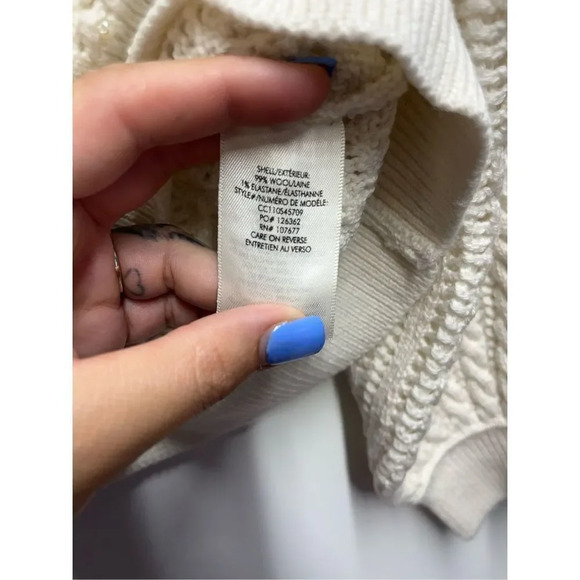 SHELL/EXTÉRIEUR:
99% WOOL/LAINE
1% ELASTANE/ÉLASTHANNE
STYLE#/NUMÉRO DE MODÈLE:
CC110545709
PO# 126362
RN# 107677
CARE ON REVERSE
ENTRETIEN AU VERSO